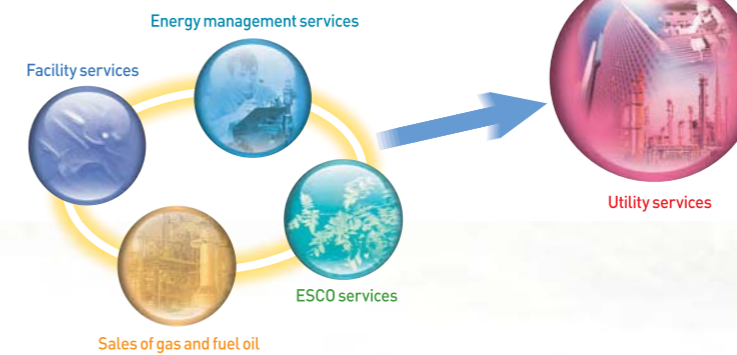 Energy management services
Facility services
Utility services
ESCO services
Sales of gas and fuel oil